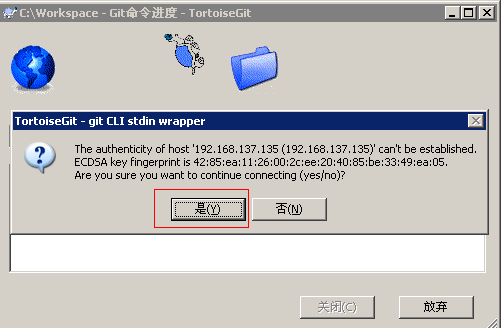 C:\Workspace - Git命令进度 - TortoiseGit
TortoiseGit - git CLI stdin wrapper
The authenticity of host '192.168.137.135 (192.168.137.135)' can't be established.
ECDSA key fingerprint is 42:85:ea:11:26:00:2c:ee:20:40:85:be:33:49:ea:05.
Are you sure you want to continue connecting (yes/no)?
是(Y) 否(N)
关闭(C) 放弃